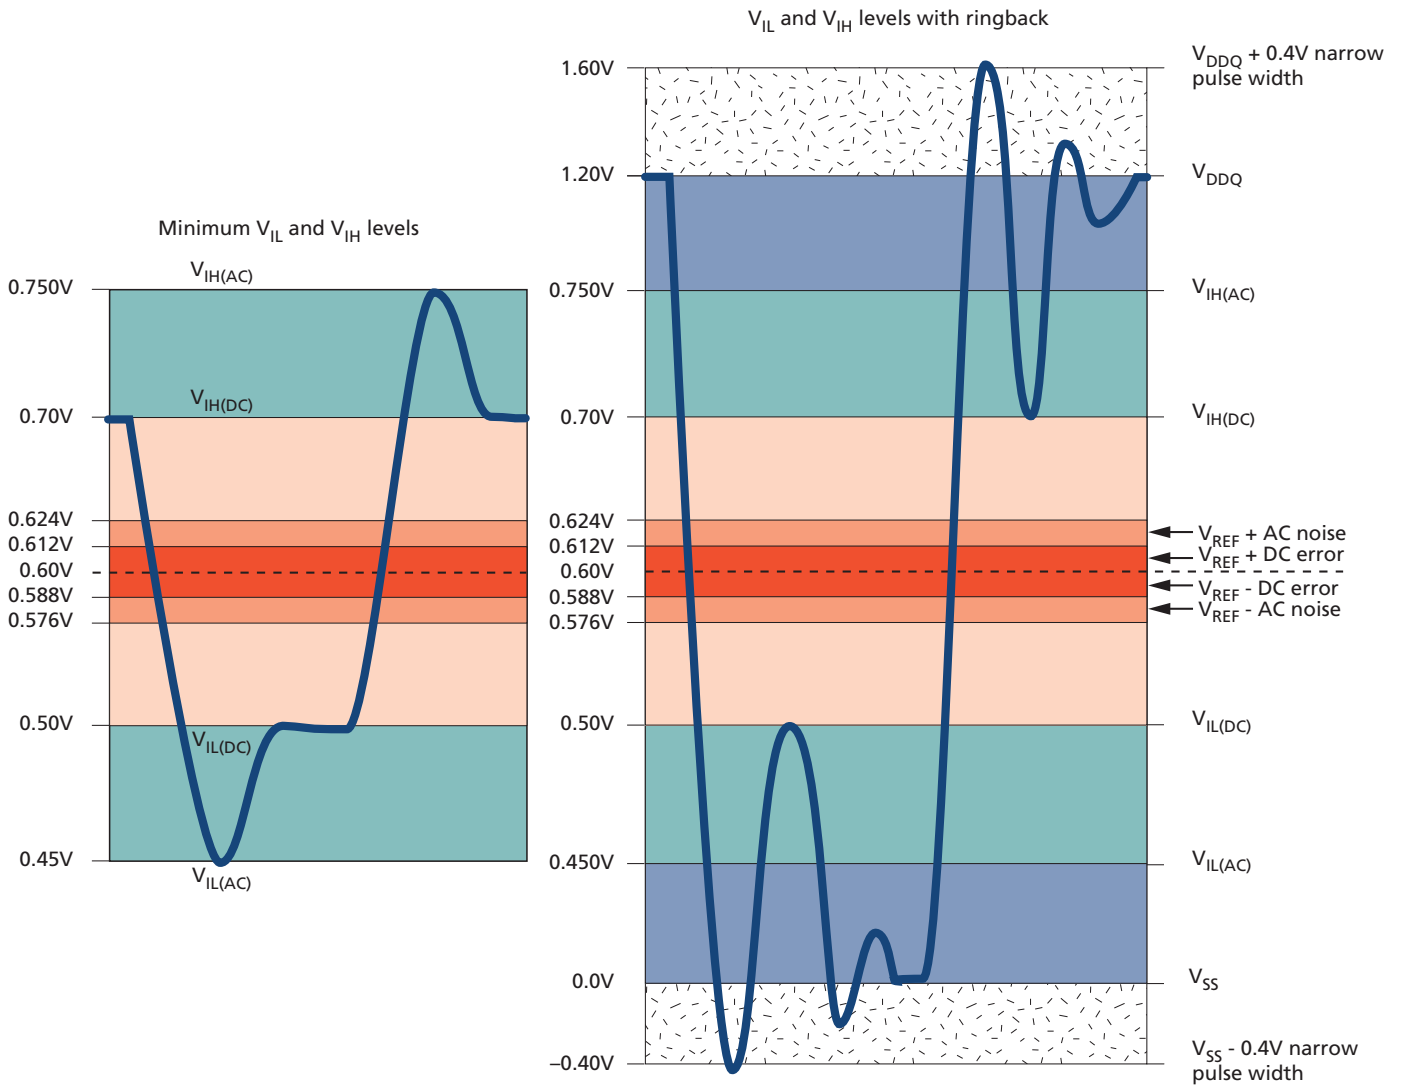 Minimum VIL and VIH levels
VIH(AC)
0.750V
VIH(DC)
0.70V
0.624V
0.612V
0.60V
0.588V
0.576V
0.50V
VIL(DC)
0.45V
VIL(AC)
VIL and VIH levels with ringback
1.60V
1.20V
0.750V
0.70V
0.624V
0.612V
0.60V
0.588V
0.576V
0.50V
0.450V
0.0V
–0.40V
VDDQ + 0.4V narrow
pulse width
VDDQ
VIH(AC)
VIH(DC)
VREF + AC noise
VREF + DC error
VREF - DC error
VREF - AC noise
VIL(DC)
VIL(AC)
VSS
VSS - 0.4V narrow
pulse width